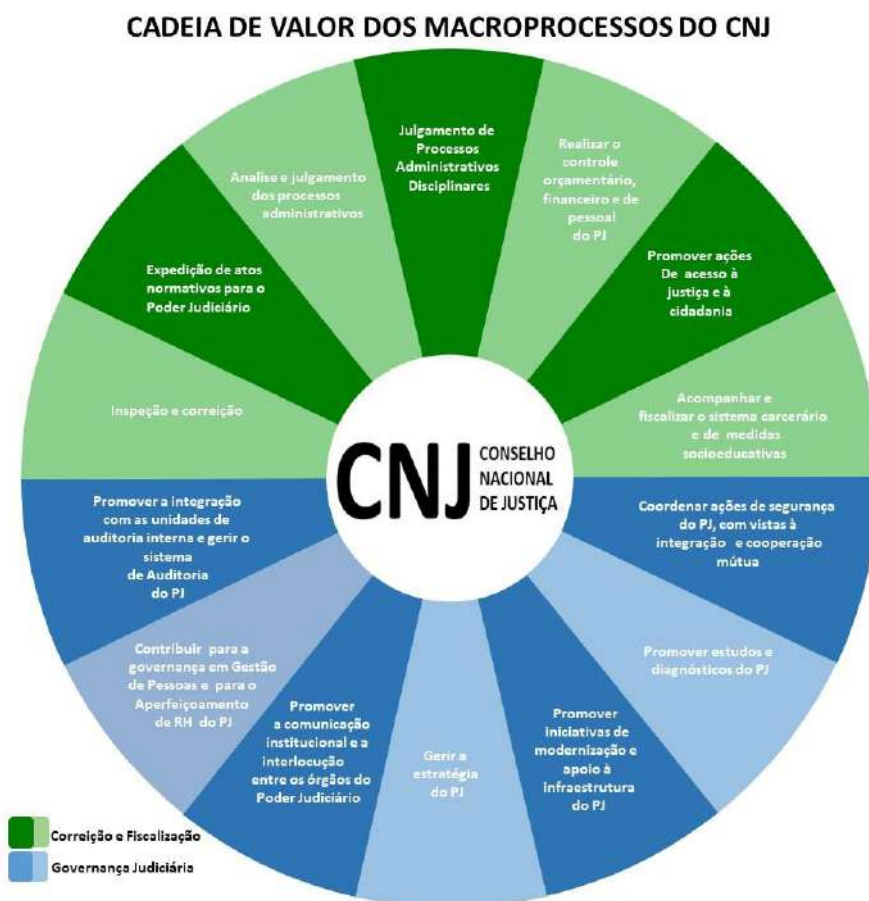 CADEIA DE VALOR DOS MACROPROCESSOS DO CNJ
Julgamento de
Processos
Administrativos
Disciplinares
Realizar o
controle
orçamentário,
financeiro e de
pessoal
do PJ
Promover ações
De acesso à
justiça e à
cidadania
Acompanhar e
fiscalizar o sistema carcerário
e de medidas
socioeducativas
Coordenar ações de segurança
do PJ, com vistas à
integração e cooperação
mútua
Promover estudos e
diagnósticos do PJ
Promover
iniciativas de
modernização e
apoio à
infraestrutura
do PJ
Gerir a
estratégia
do PJ
Promover
a comunicação
institucional e a
interlocução
entre os órgãos do
Poder Judiciário
Contribuir para a
governança em Gestão
de Pessoas e para o
Aperfeiçoamento
de RH do PJ
Promover a integração
com as unidades de
auditoria interna e gerir o
sistema
de Auditoria
do PJ
Inspeção e correição
Expedição de atos
normativos para o
Poder Judiciário
Analise e julgamento
dos processos
administrativos
CNJ
CONSELHO
NACIONAL
DE JUSTIÇA
Correição e Fiscalização
Governança Judiciária